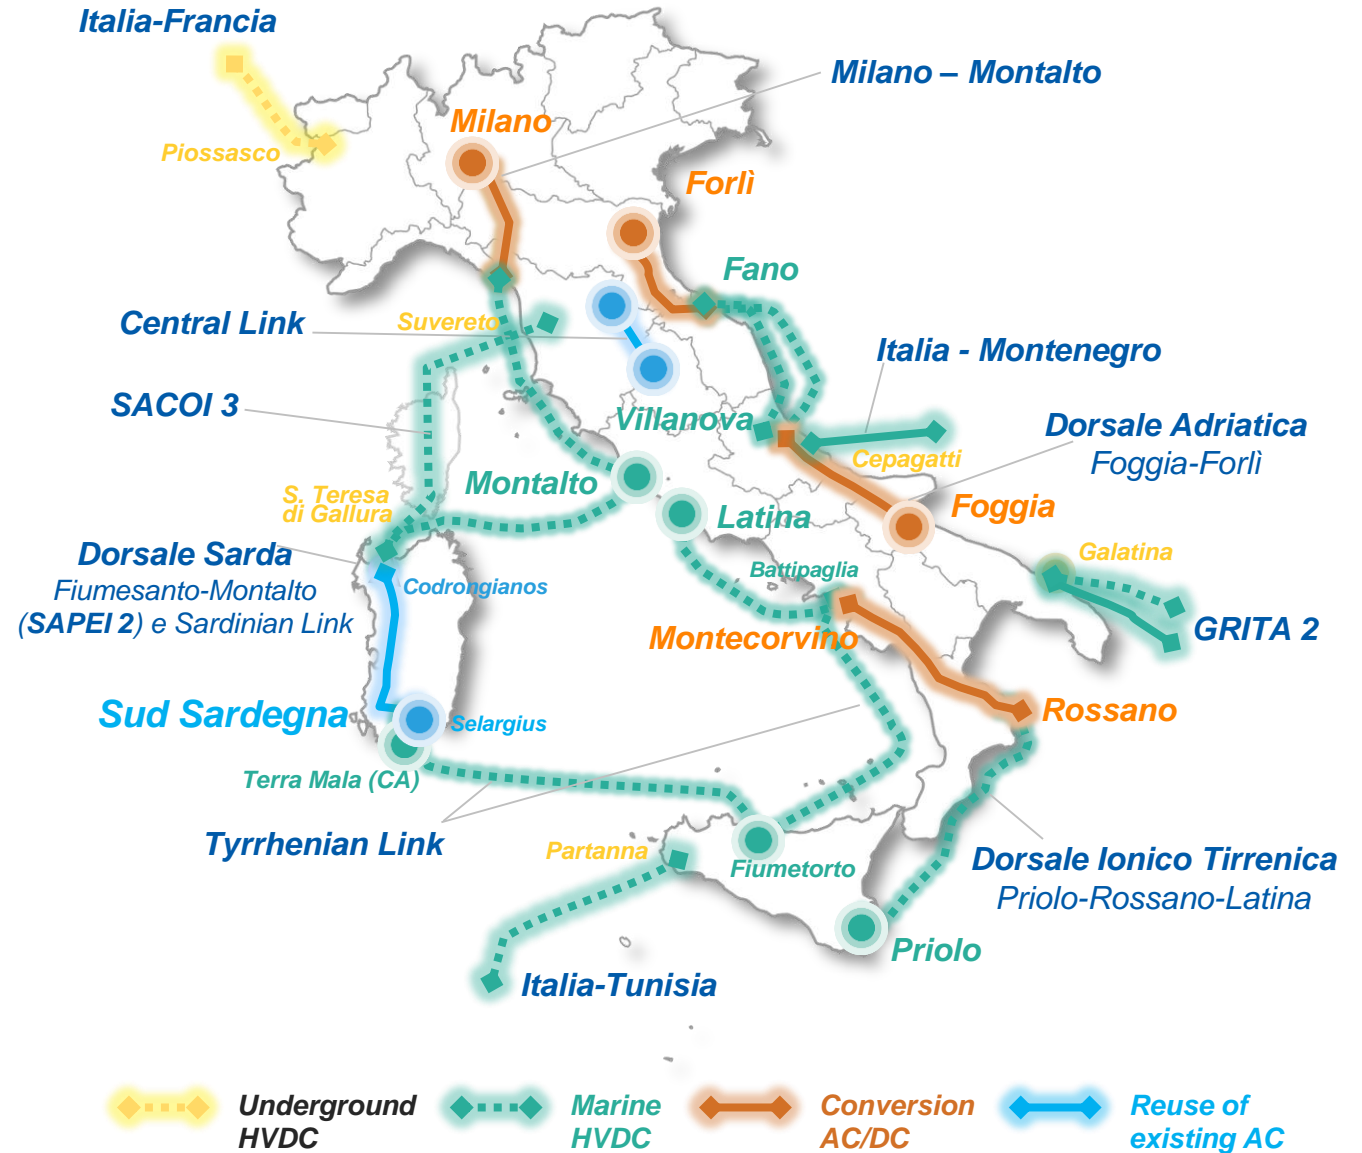 Italia-Francia
Milano – Montalto
Milano
Piossasco
Forlì
Fano
Central Link
Suvereto
Italia - Montenegro
SACOI 3
Villanova
Dorsale Adriatica
Foggia-Forlì
Cepagatti
Montalto
S. Teresa
di Gallura
Latina
Foggia
Dorsale Sarda
Fiumesanto-Montalto
(SAPEI 2) e Sardinian Link
Codrongianos
Battipaglia
Galatina
Montecorvino
GRITA 2
Sud Sardegna
Selargius
Rossano
Terra Mala (CA)
Tyrrhenian Link
Partanna
Fiumetorto
Dorsale Ionico Tirrenica
Priolo-Rossano-Latina
Priolo
Italia-Tunisia
Underground
HVDC
Marine
HVDC
Conversion
AC/DC
Reuse of
existing AC